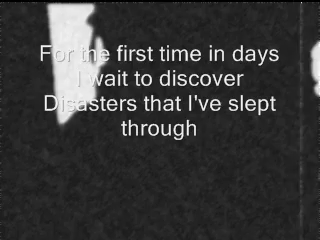 For the first time in days
I wait to discover
Disasters that I've slept
through